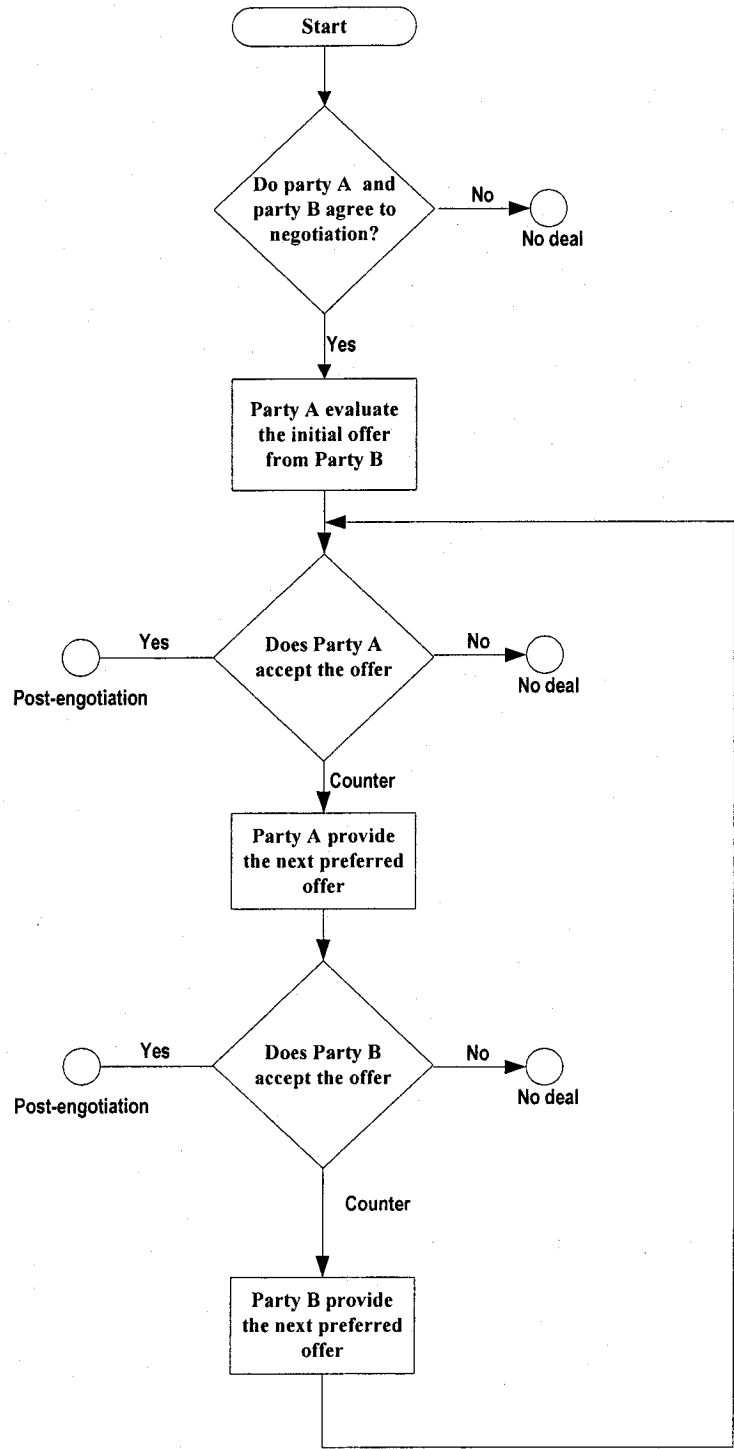 Start
Do party A and
party B agree to
negotiation?
No
No deal
Yes
Party A evaluate
the initial offer
from Party B
Yes
Does Party A
accept the offer
No
Post-engotiation
No deal
Counter
Party A provide
the next preferred
offer
Yes
Does Party B
accept the offer
No
Post-engotiation
No deal
Counter
Party B provide
the next preferred
offer